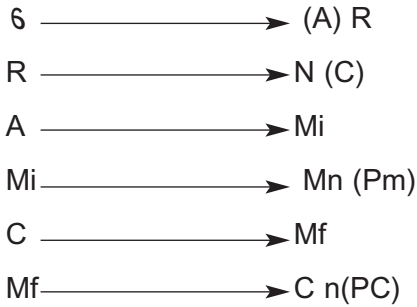 6 → (A) R
R → N (C)
A → Mi
Mi → Mn (Pm)
C → Mf
Mf → C n(PC)